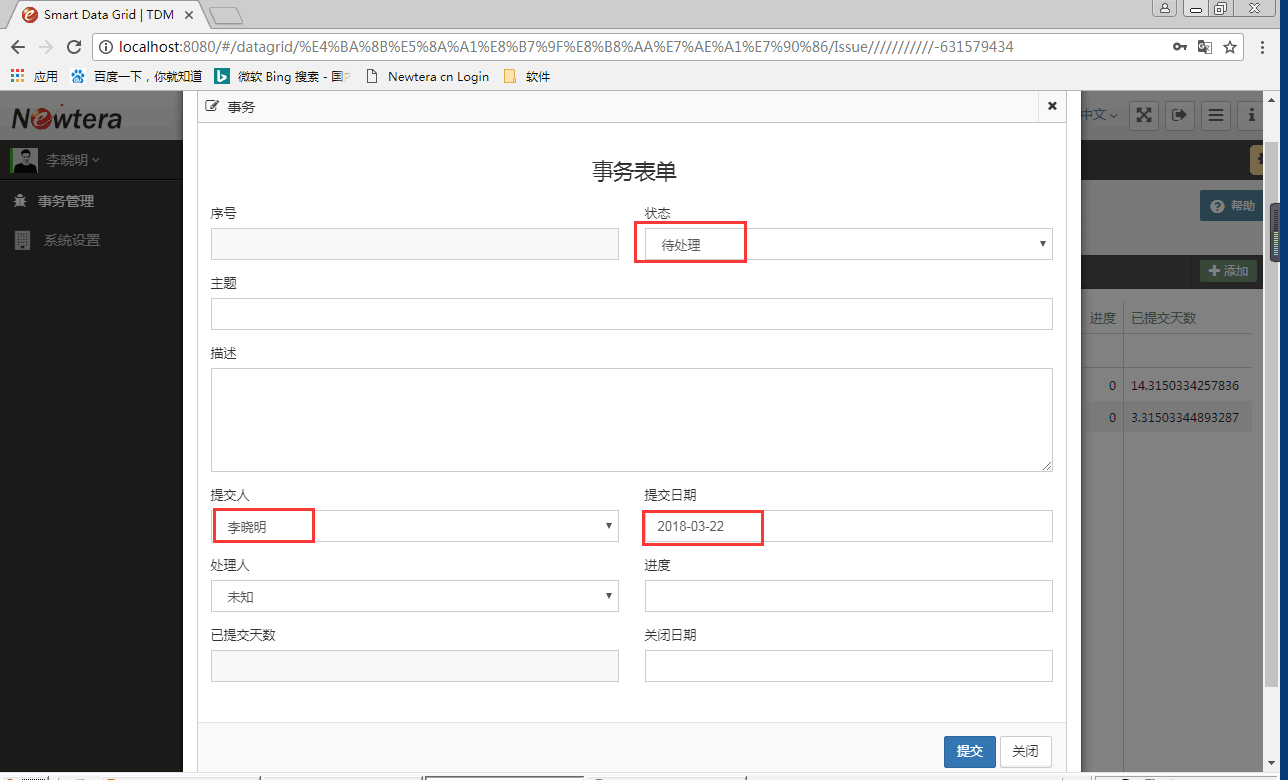 Smart Data Grid | TDM
localhost:8080/#/datagrid/%E4%BA%8B%E5%8A%A1%E8%B7%9F%E8%B8%AA%E7%AE%A1%E7%90%86/Issue///////////-631579434
应用 百度一下,你就知道 微软 Bing 搜索 - 国 Newtera cn Login 软件
Newtera
事务
中文
李晓明
事务管理
系统设置
事务表单
帮助
序号 状态
待处理
添加
主题
进度 已提交天数
描述
0 14.3150334257836
0 3.31503344893287
提交人 提交日期
李晓明 2018-03-22
处理人 进度
未知
已提交天数 关闭日期
提交 关闭